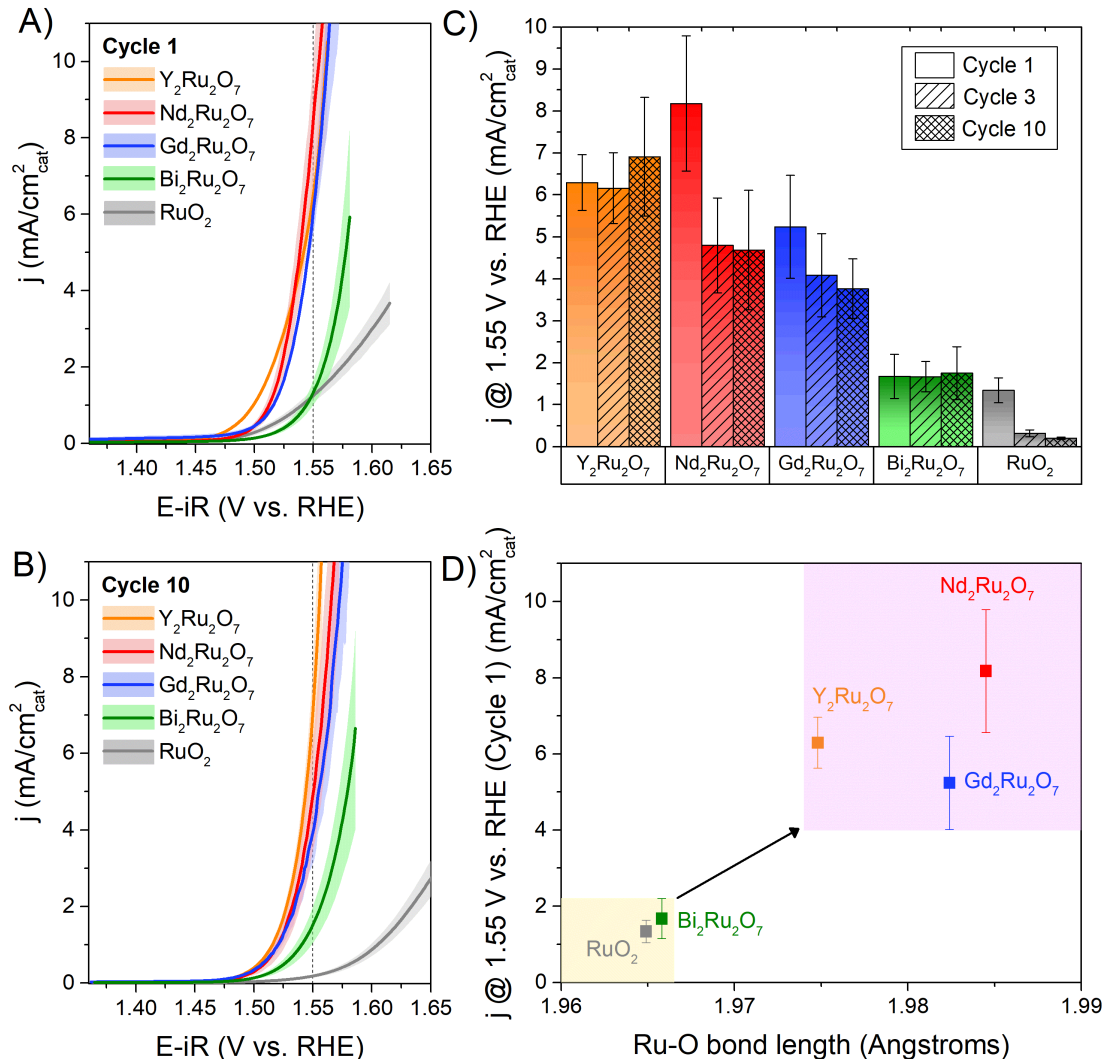 A)
Cycle 1
Y₂Ru₂O₇
Nd₂Ru₂O₇
Gd₂Ru₂O₇
Bi₂Ru₂O₇
RuO₂
j (mA/cm²cat)
10
8
6
4
2
0
1.40 1.45 1.50 1.55 1.60 1.65
E-iR (V vs. RHE)
B)
Cycle 10
Y₂Ru₂O₇
Nd₂Ru₂O₇
Gd₂Ru₂O₇
Bi₂Ru₂O₇
RuO₂
j (mA/cm²cat)
10
8
6
4
2
0
1.40 1.45 1.50 1.55 1.60 1.65
E-iR (V vs. RHE)
C)
j @ 1.55 V vs. RHE (mA/cm²cat)
10
9
8
7
6
5
4
3
2
1
0
Cycle 1
Cycle 3
Cycle 10
Y₂Ru₂O₇ Nd₂Ru₂O₇ Gd₂Ru₂O₇ Bi₂Ru₂O₇ RuO₂
D)
j @ 1.55 V vs. RHE (Cycle 1) (mA/cm²cat)
10
8
6
4
2
0
Nd₂Ru₂O₇
Y₂Ru₂O₇
Gd₂Ru₂O₇
Bi₂Ru₂O₇
RuO₂
1.96 1.97 1.98 1.99
Ru-O bond length (Angstroms)